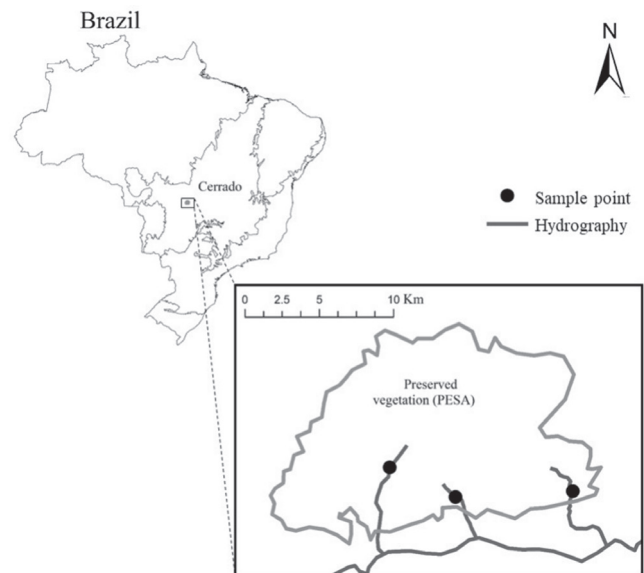 Brazil
N
Cerrado
Sample point
Hydrography
0 2.5 5 10 Km
Preserved
vegetation (PESA)